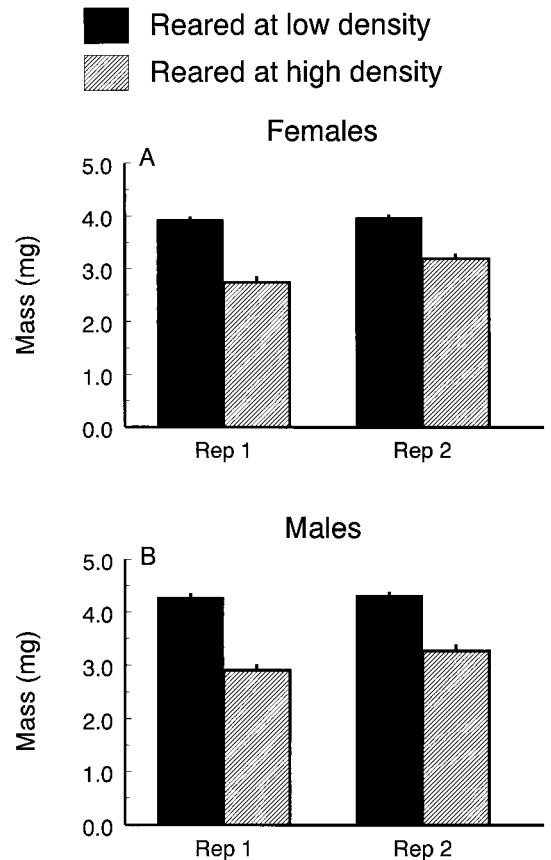 Reared at low density
Reared at high density
Females
A
5.0
4.0
3.0
2.0
1.0
0.0
Mass (mg)
Rep 1
Rep 2
Males
B
5.0
4.0
3.0
2.0
1.0
0.0
Mass (mg)
Rep 1
Rep 2